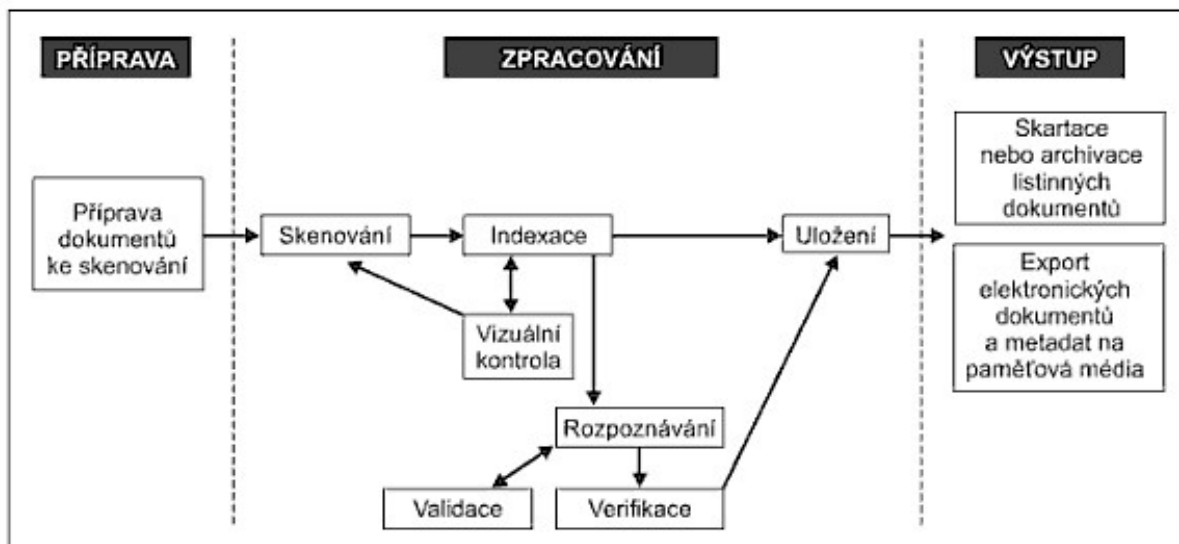 PŘÍPRAVA
ZPRACOVÁNÍ
VÝSTUP
Příprava
dokumentů
ke skenování
Skenování
Indexace
Uložení
Vizuální
kontrola
Rozpoznávání
Validace
Verifikace
Skartace
nebo archivace
listinných
dokumentů
Export
elektronických
dokumentů
a metadat na
paměťová média